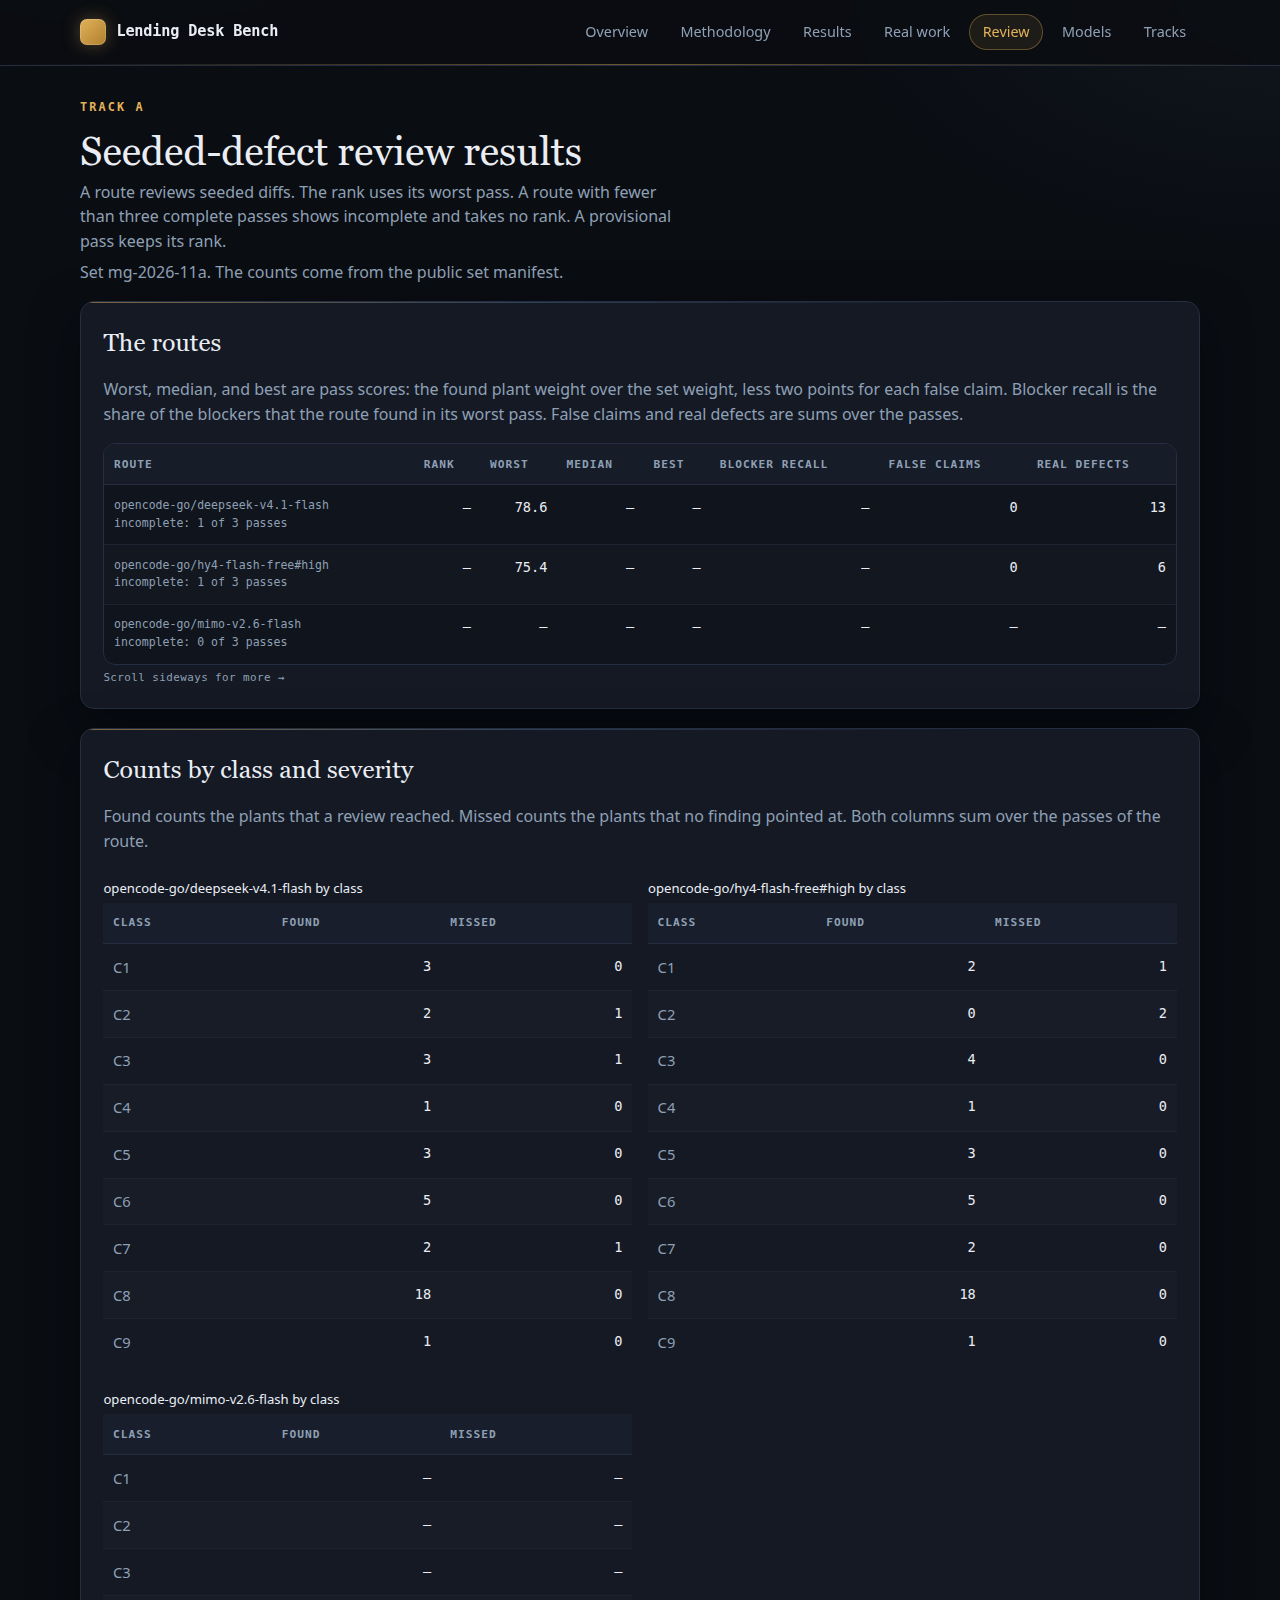 Lending Desk Bench
Overview Methodology Results Real work Review Models Tracks
TRACK A
Seeded-defect review results
A route reviews seeded diffs. The rank uses its worst pass. A route with fewer
than three complete passes shows incomplete and takes no rank. A provisional
pass keeps its rank.
Set mg-2026-11a. The counts come from the public set manifest.
The routes
Worst, median, and best are pass scores: the found plant weight over the set weight, less two points for each false claim. Blocker recall is the
share of the blockers that the route found in its worst pass. False claims and real defects are sums over the passes.
ROUTE RANK WORST MEDIAN BEST BLOCKER RECALL FALSE CLAIMS REAL DEFECTS
opencode-go/deepseek-v4.1-flash — 78.6 — — — 0 13
incomplete: 1 of 3 passes
opencode-go/hy4-flash-free#high — 75.4 — — — 0 6
incomplete: 1 of 3 passes
opencode-go/mimo-v2.6-flash — — — — — — —
incomplete: 0 of 3 passes
Scroll sideways for more →
Counts by class and severity
Found counts the plants that a review reached. Missed counts the plants that no finding pointed at. Both columns sum over the passes of the
route.
opencode-go/deepseek-v4.1-flash by class
CLASS FOUND MISSED
C1 3 0
C2 2 1
C3 3 1
C4 1 0
C5 3 0
C6 5 0
C7 2 1
C8 18 0
C9 1 0
opencode-go/hy4-flash-free#high by class
CLASS FOUND MISSED
C1 2 1
C2 0 2
C3 4 0
C4 1 0
C5 3 0
C6 5 0
C7 2 0
C8 18 0
C9 1 0
opencode-go/mimo-v2.6-flash by class
CLASS FOUND MISSED
C1 — —
C2 — —
C3 — —